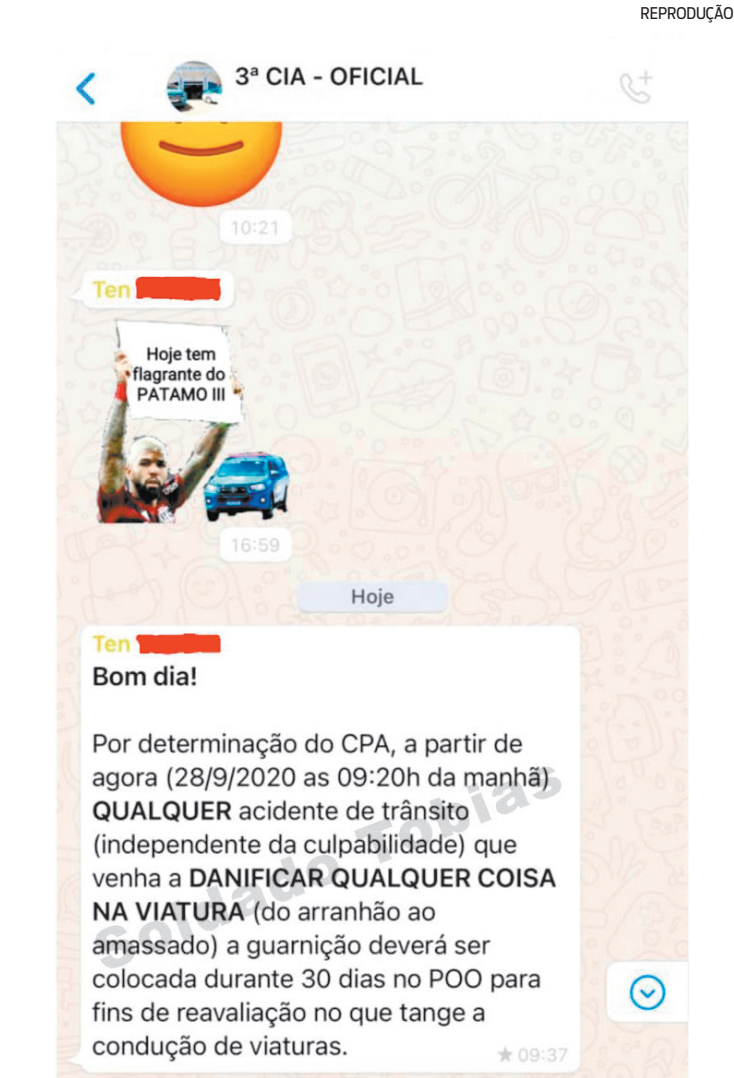 REPRODUÇÃO
3ª CIA - OFICIAL
10:21
Ten
Hoje tem
flagrante do
PATAMO III
16:59
Hoje
Ten
Bom dia!
Por determinação do CPA, a partir de
agora (28/9/2020 as 09:20h da manhã)
QUALQUER acidente de trânsito
(independente da culpabilidade) que
venha a DANIFICAR QUALQUER COISA
NA VIATURA (do arranhão ao
amassado) a guarnição deverá ser
colocada durante 30 dias no POO para
fins de reavaliação no que tange a
condução de viaturas.
09:37
Soldado Tobias